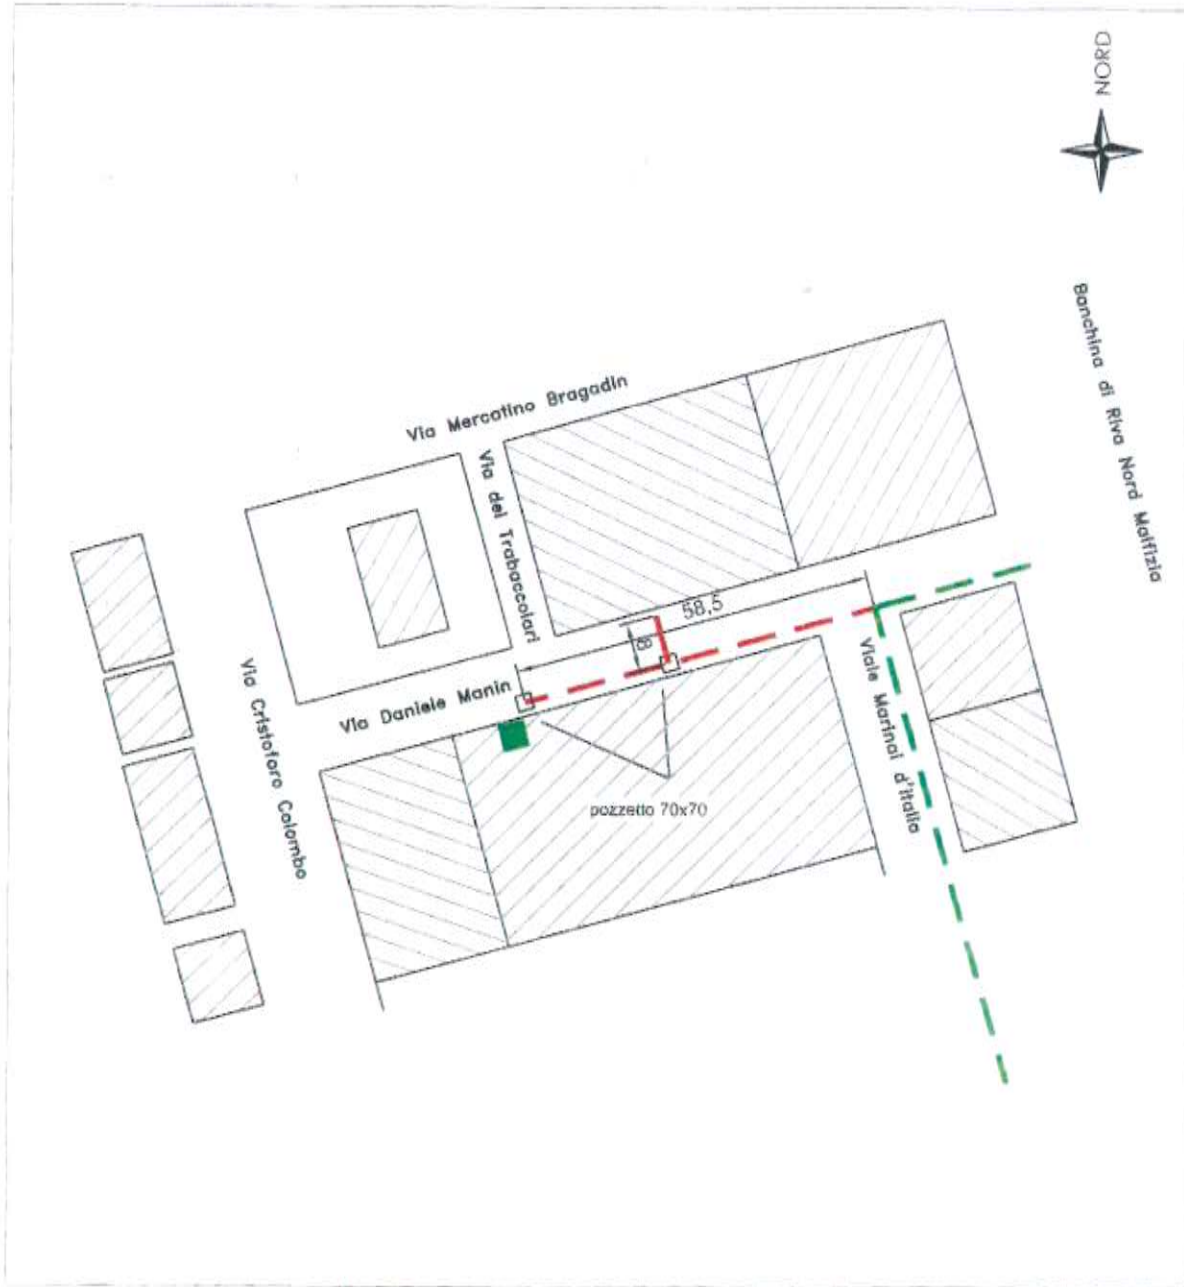 NORD
Banchina di Riva Nord Malfizia
Via Mercatino Bragadin
Via dei Trabaccolari
58,5
8
Via Daniele Manin
Via Cristoforo Colombo
Viale Marinai d'Italia
pozzetto 70x70